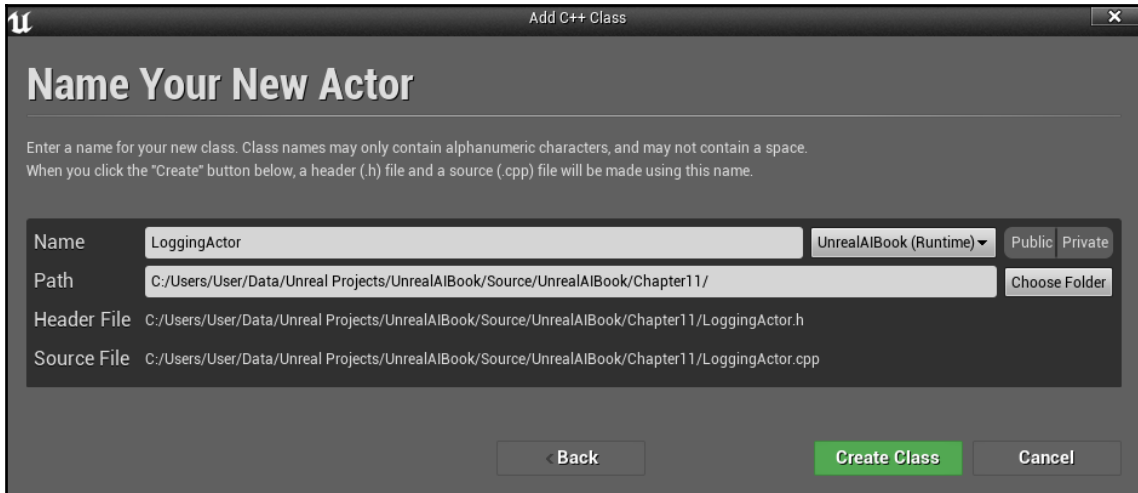 Add C++ Class
Name Your New Actor
Enter a name for your new class. Class names may only contain alphanumeric characters, and may not contain a space.
When you click the "Create" button below, a header (.h) file and a source (.cpp) file will be made using this name.
Name LoggingActor UnrealAIBook (Runtime) Public Private
Path C:/Users/User/Data/Unreal Projects/UnrealAIBook/Source/UnrealAIBook/Chapter11/ Choose Folder
Header File C:/Users/User/Data/Unreal Projects/UnrealAIBook/Source/UnrealAIBook/Chapter11/LoggingActor.h
Source File C:/Users/User/Data/Unreal Projects/UnrealAIBook/Source/UnrealAIBook/Chapter11/LoggingActor.cpp
Back Create Class Cancel